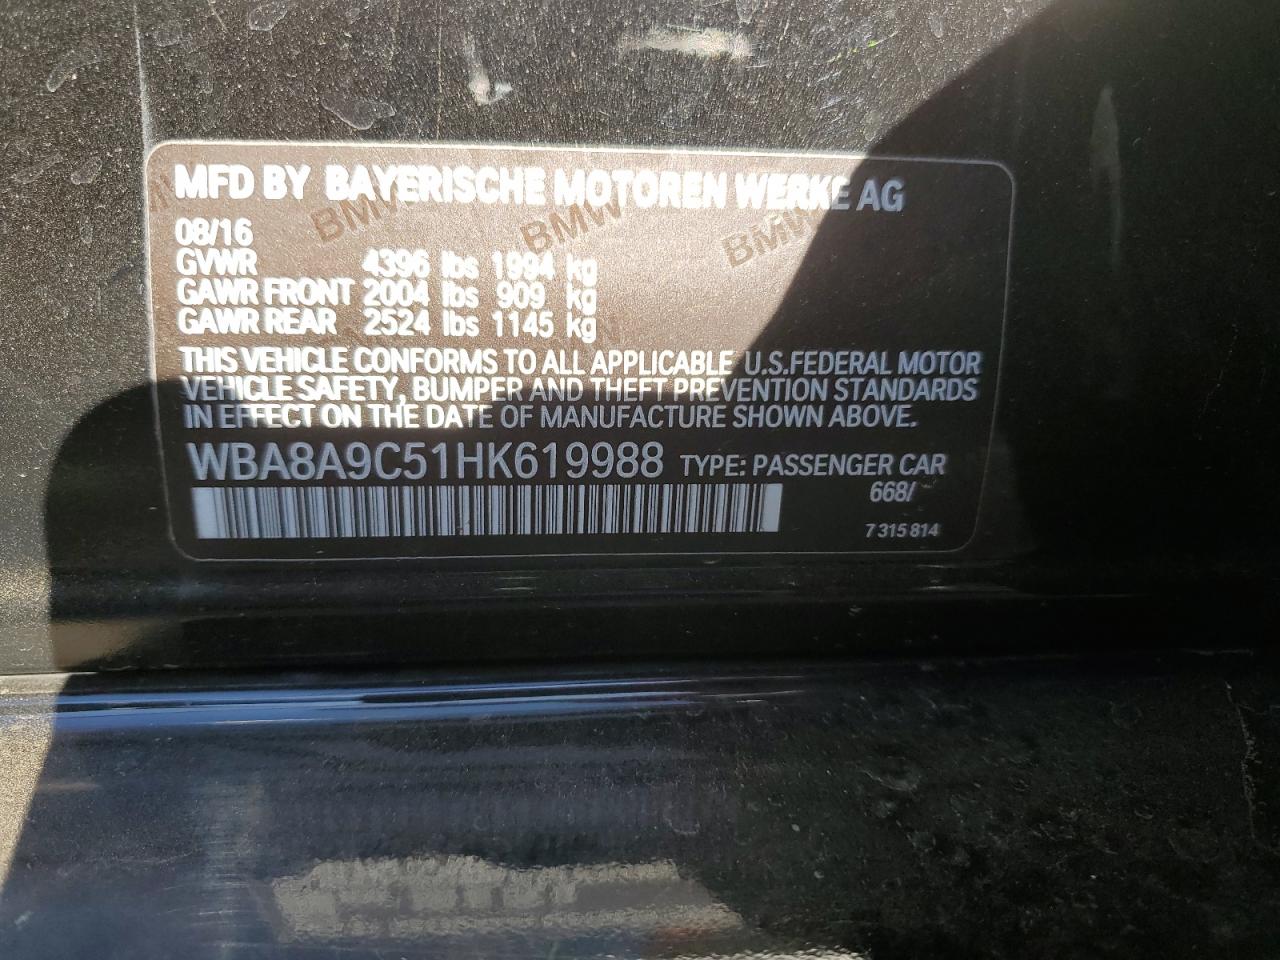 MFD BY BAYERISCHE MOTOREN WERKE AG
BMW BMW BMW
08/16
GVWR 4396 lbs 1994 kg
GAWR FRONT 2004 lbs 909 kg
GAWR REAR 2524 lbs 1145 kg
THIS VEHICLE CONFORMS TO ALL APPLICABLE U.S.FEDERAL MOTOR
VEHICLE SAFETY, BUMPER AND THEFT PREVENTION STANDARDS
IN EFFECT ON THE DATE OF MANUFACTURE SHOWN ABOVE.
WBA8A9C51HK619988 TYPE: PASSENGER CAR
668/
7 315 814